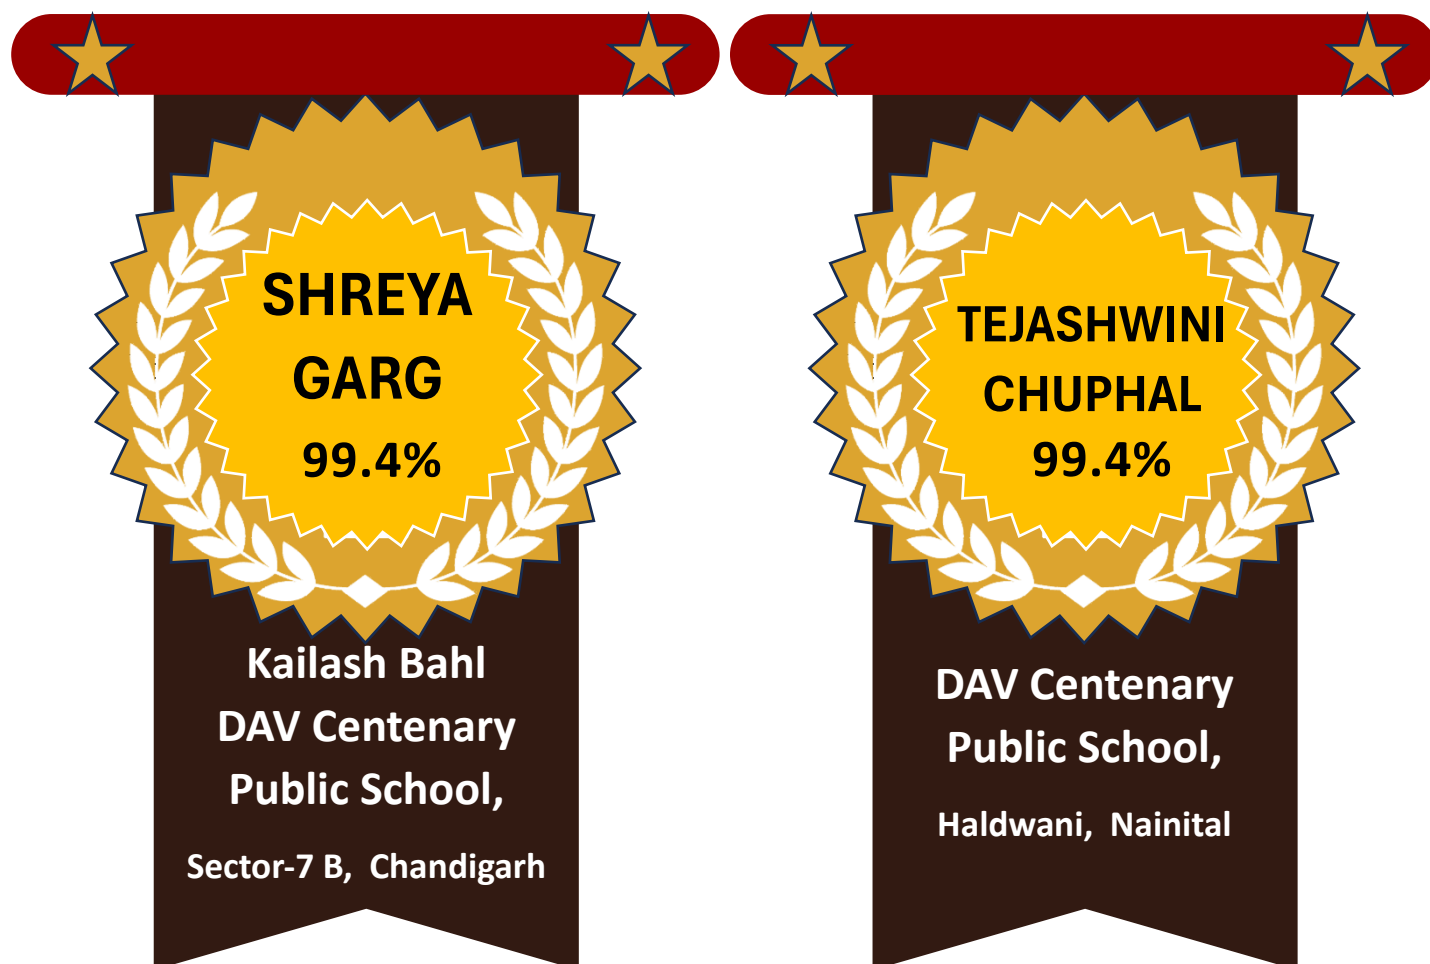 SHREYA
GARG
99.4%
Kailash Bahl
DAV Centenary
Public School,
Sector-7 B,  Chandigarh
TEJASHWINI
CHUPHAL
99.4%
DAV Centenary
Public School,
Haldwani,  Nainital